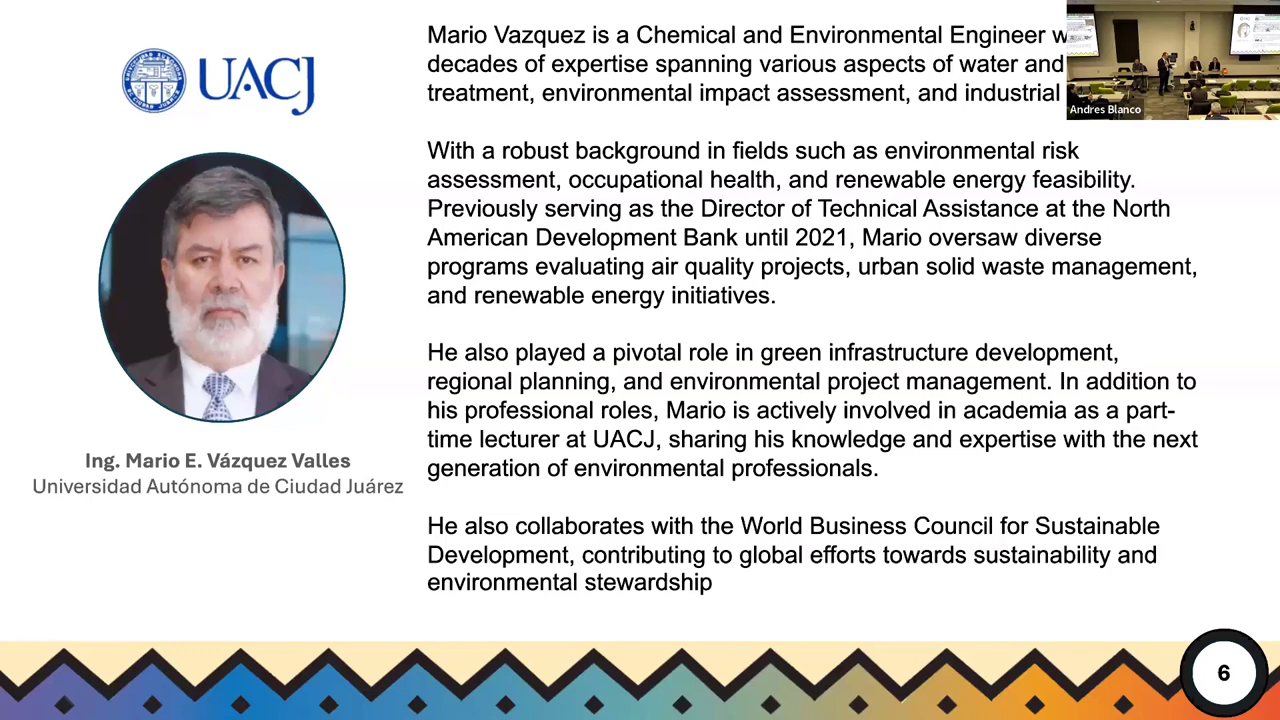 UACJ
Mario Vazquez is a Chemical and Environmental Engineer
decades of expertise spanning various aspects of water and
treatment, environmental impact assessment, and industrial
Andres Blanco
With a robust background in fields such as environmental risk
assessment, occupational health, and renewable energy feasibility.
Previously serving as the Director of Technical Assistance at the North
American Development Bank until 2021, Mario oversaw diverse
programs evaluating air quality projects, urban solid waste management,
and renewable energy initiatives.
He also played a pivotal role in green infrastructure development,
regional planning, and environmental project management. In addition to
his professional roles, Mario is actively involved in academia as a part-
time lecturer at UACJ, sharing his knowledge and expertise with the next
generation of environmental professionals.
Ing. Mario E. Vázquez Valles
Universidad Autónoma de Ciudad Juárez
He also collaborates with the World Business Council for Sustainable
Development, contributing to global efforts towards sustainability and
environmental stewardship
6